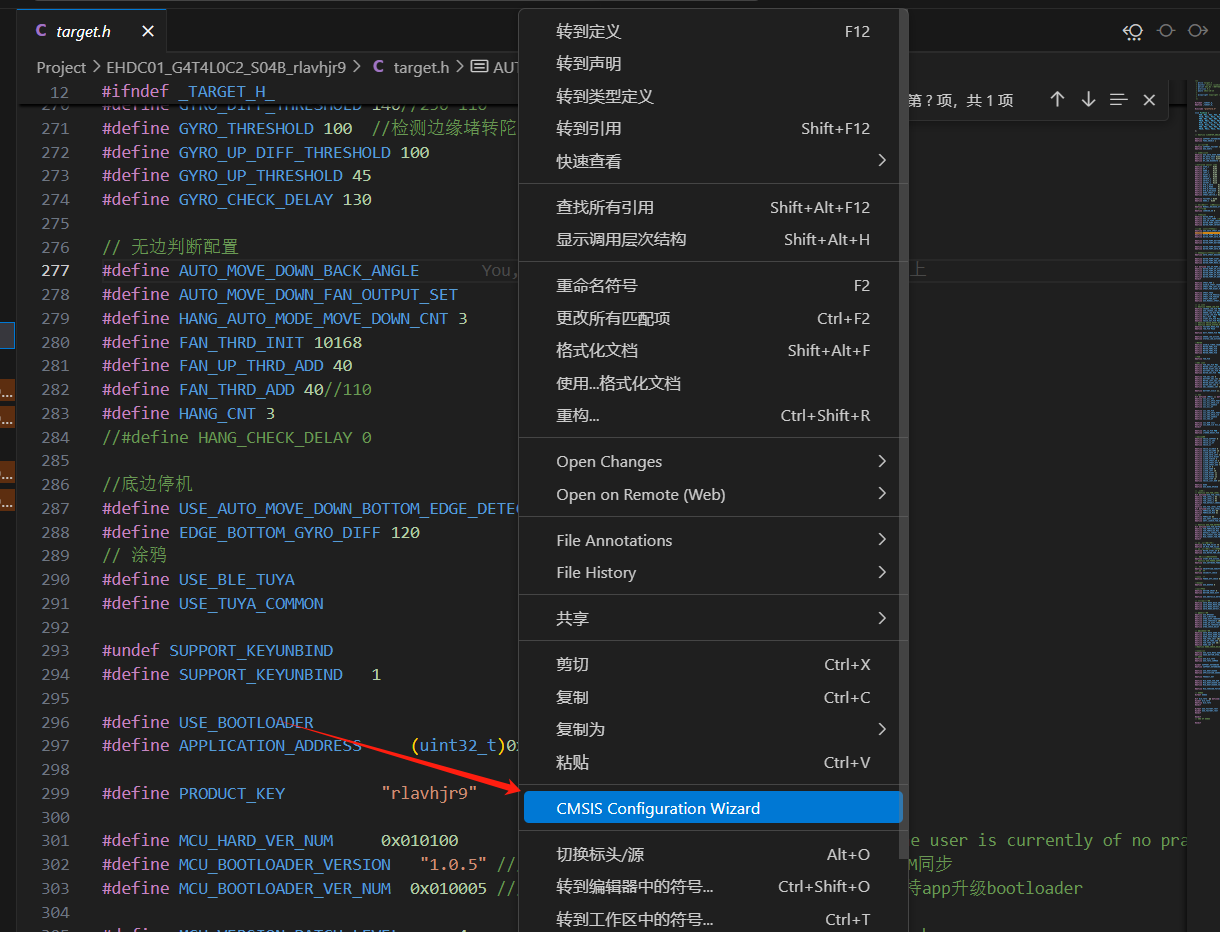 C target.h ×
Project > EHDC01_G4T4L0C2_S04B_rlavhjr9 > C target.h >
第 ? 项，共 1 项
12 #ifndef _TARGET_H_
271 #define GYRO_THRESHOLD 100 //检测边缘堵转陀
272 #define GYRO_UP_DIFF_THRESHOLD 100
273 #define GYRO_UP_THRESHOLD 45
274 #define GYRO_CHECK_DELAY 130
275
276 // 无边判断配置
277 #define AUTO_MOVE_DOWN_BACK_ANGLE You,
上
278 #define AUTO_MOVE_DOWN_FAN_OUTPUT_SET
279 #define HANG_AUTO_MODE_MOVE_DOWN_CNT 3
280 #define FAN_THRD_INIT 10168
281 #define FAN_UP_THRD_ADD 40
282 #define FAN_THRD_ADD 40//110
283 #define HANG_CNT 3
284 //#define HANG_CHECK_DELAY 0
285
286 //底边停机
287 #define USE_AUTO_MOVE_DOWN_BOTTOM_EDGE_DETEC
288 #define EDGE_BOTTOM_GYRO_DIFF 120
289 // 涂鸦
290 #define USE_BLE_TUYA
291 #define USE_TUYA_COMMON
292
293 #undef SUPPORT_KEYUNBIND
294 #define SUPPORT_KEYUNBIND 1
295
296 #define USE_BOOTLOADER
297 #define APPLICATION_ADDRESS (uint32_t)0
298
299 #define PRODUCT_KEY "rlavhjr9"
300
301 #define MCU_HARD_VER_NUM 0x010100
e user is currently of no pra
302 #define MCU_BOOTLOADER_VERSION "1.0.5" //
同步
303 #define MCU_BOOTLOADER_VER_NUM 0x010005 //
app升级bootloader
304
转到定义 F12
转到声明
转到类型定义
转到引用 Shift+F12
快速查看
查找所有引用 Shift+Alt+F12
显示调用层次结构 Shift+Alt+H
重命名符号 F2
更改所有匹配项 Ctrl+F2
格式化文档 Shift+Alt+F
使用...格式化文档
重构... Ctrl+Shift+R
Open Changes
Open on Remote (Web)
File Annotations
File History
共享
剪切 Ctrl+X
复制 Ctrl+C
复制为
粘贴 Ctrl+V
CMSIS Configuration Wizard
切换标头/源 Alt+O
转到编辑器中的符号... Ctrl+Shift+O
转到工作区中的符号... Ctrl+T